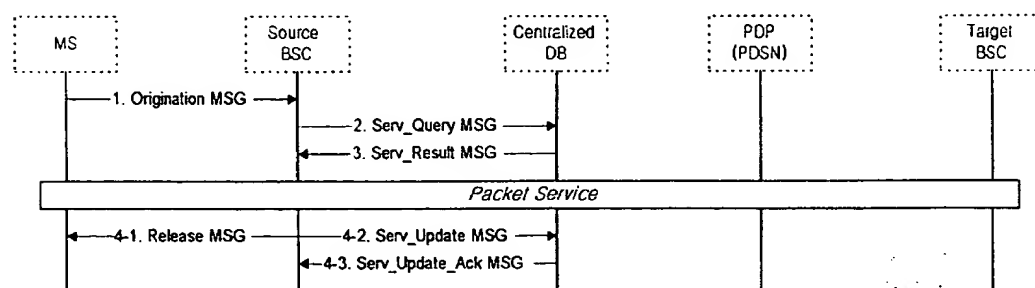 MS
Source
BSC
Centralized
DB
PDP
(PDSN)
Target
BSC
1. Origination MSG
2. Serv_Query MSG
3. Serv_Result MSG
Packet Service
4-1. Release MSG
4-2. Serv_Update MSG
4-3. Serv_Update_Ack MSG